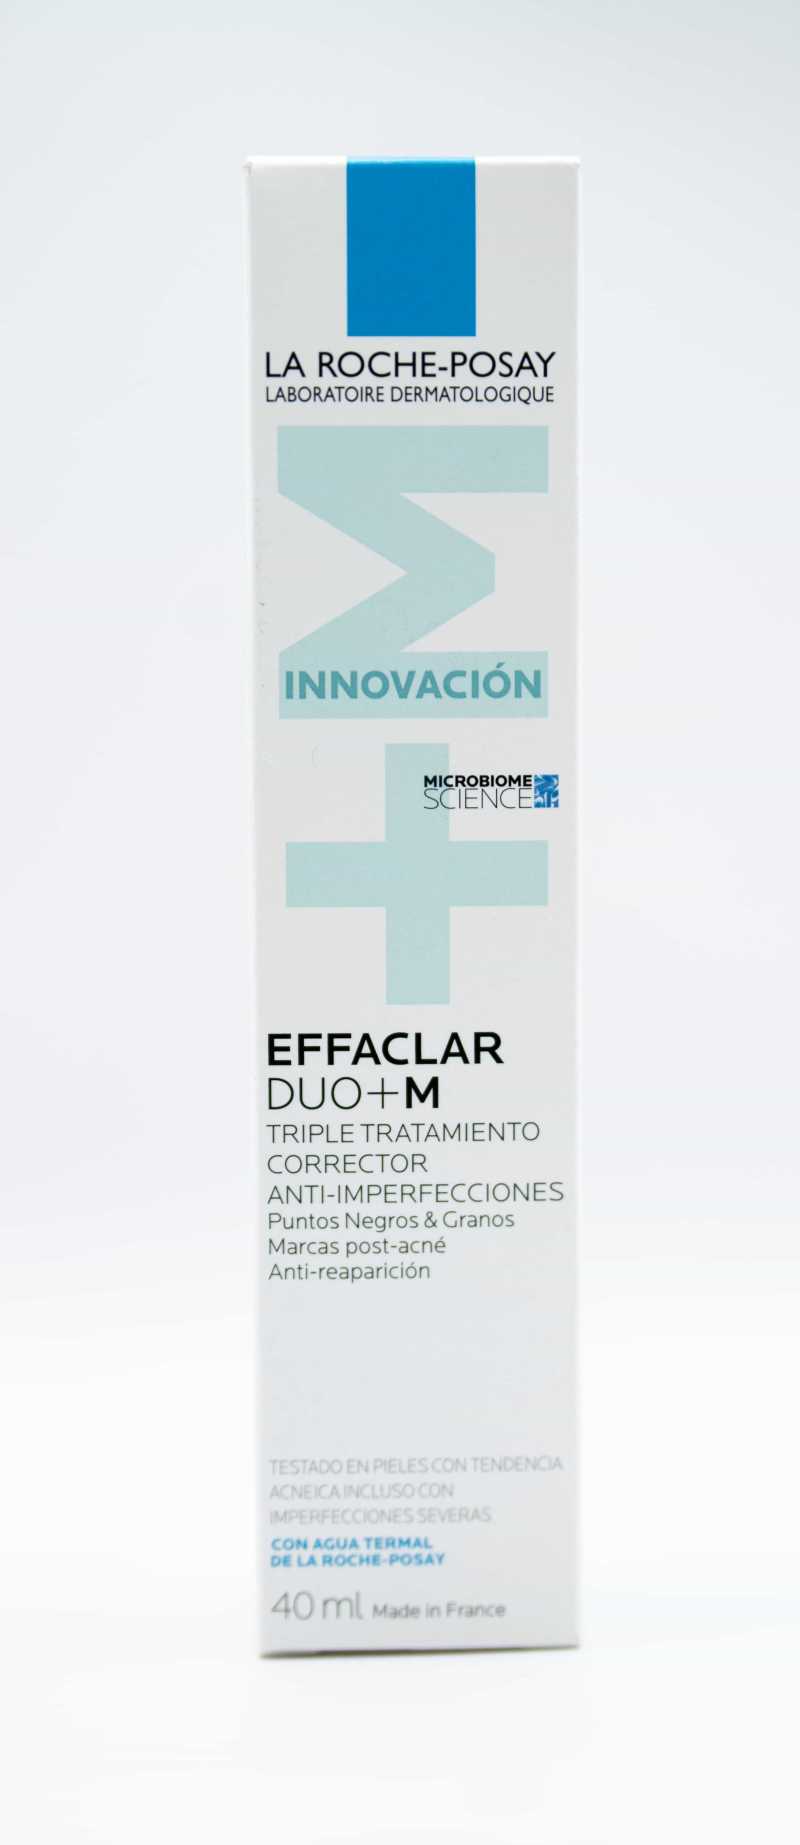 LA ROCHE-POSAY
LABORATOIRE DERMATOLOGIQUE
+M
INNOVACIÓN
MICROBIOME
SCIENCE
EFFACLAR
DUO+M
TRIPLE TRATAMIENTO
CORRECTOR
ANTI-IMPERFECCIONES
Puntos Negros & Granos
Marcas post-acné
Anti-reaparición
TESTADO EN PIELES CON TENDENCIA
ACNEICA INCLUSO CON
IMPERFECCIONES SEVERAS
CON AGUA TERMAL
DE LA ROCHE-POSAY
40 ml Made in France